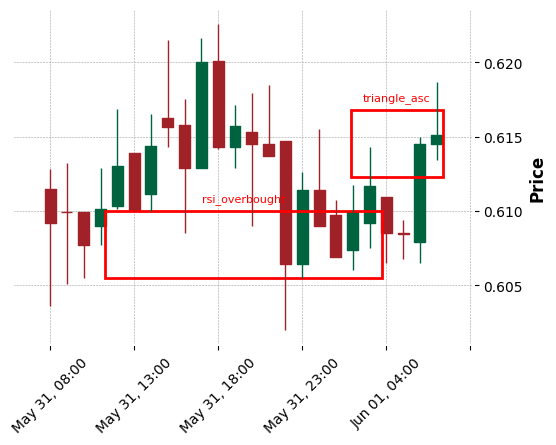 0.620
triangle_asc
0.615
Price
rsi_overbough
0.610
0.605
May 31, 08:00
May 31, 13:00
May 31, 18:00
May 31, 23:00
Jun 01, 04:00